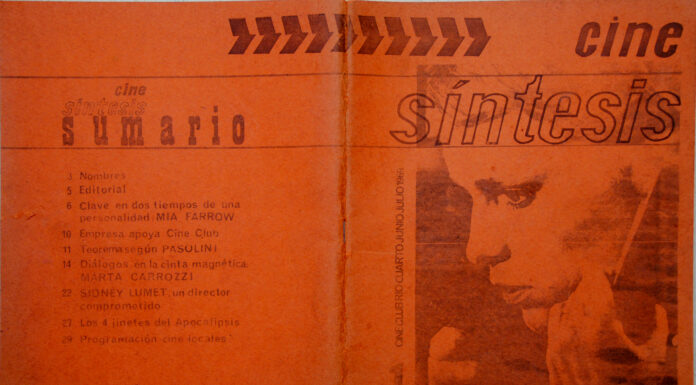 cine
síntesis
sumario
3 Nombres
5 Editorial
6 Clave en dos tiempos de una
personalidad: MIA FARROW
10 Empresa apoya Cine Club
11 Teorema según PASOLINI
14 Diálogos en la cinta magnética:
MARTA CARROZZI
22 SIDNEY LUMET; un director
comprometido
27 Los 4 jinetes del Apocalipsis
29 Programación cine locales
cine
síntesis
CINE CLUB RIO CUARTO JUNIO JULIO